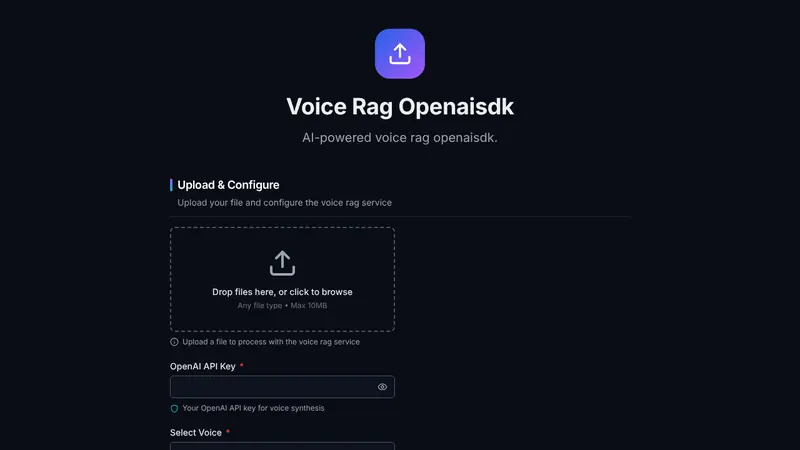 Voice Rag Openaisdk
AI-powered voice rag openaisdk.
Upload & Configure
Upload your file and configure the voice rag service
Drop files here, or click to browse
Any file type • Max 10MB
Upload a file to process with the voice rag service
OpenAI API Key *
Your OpenAI API key for voice synthesis
Select Voice *